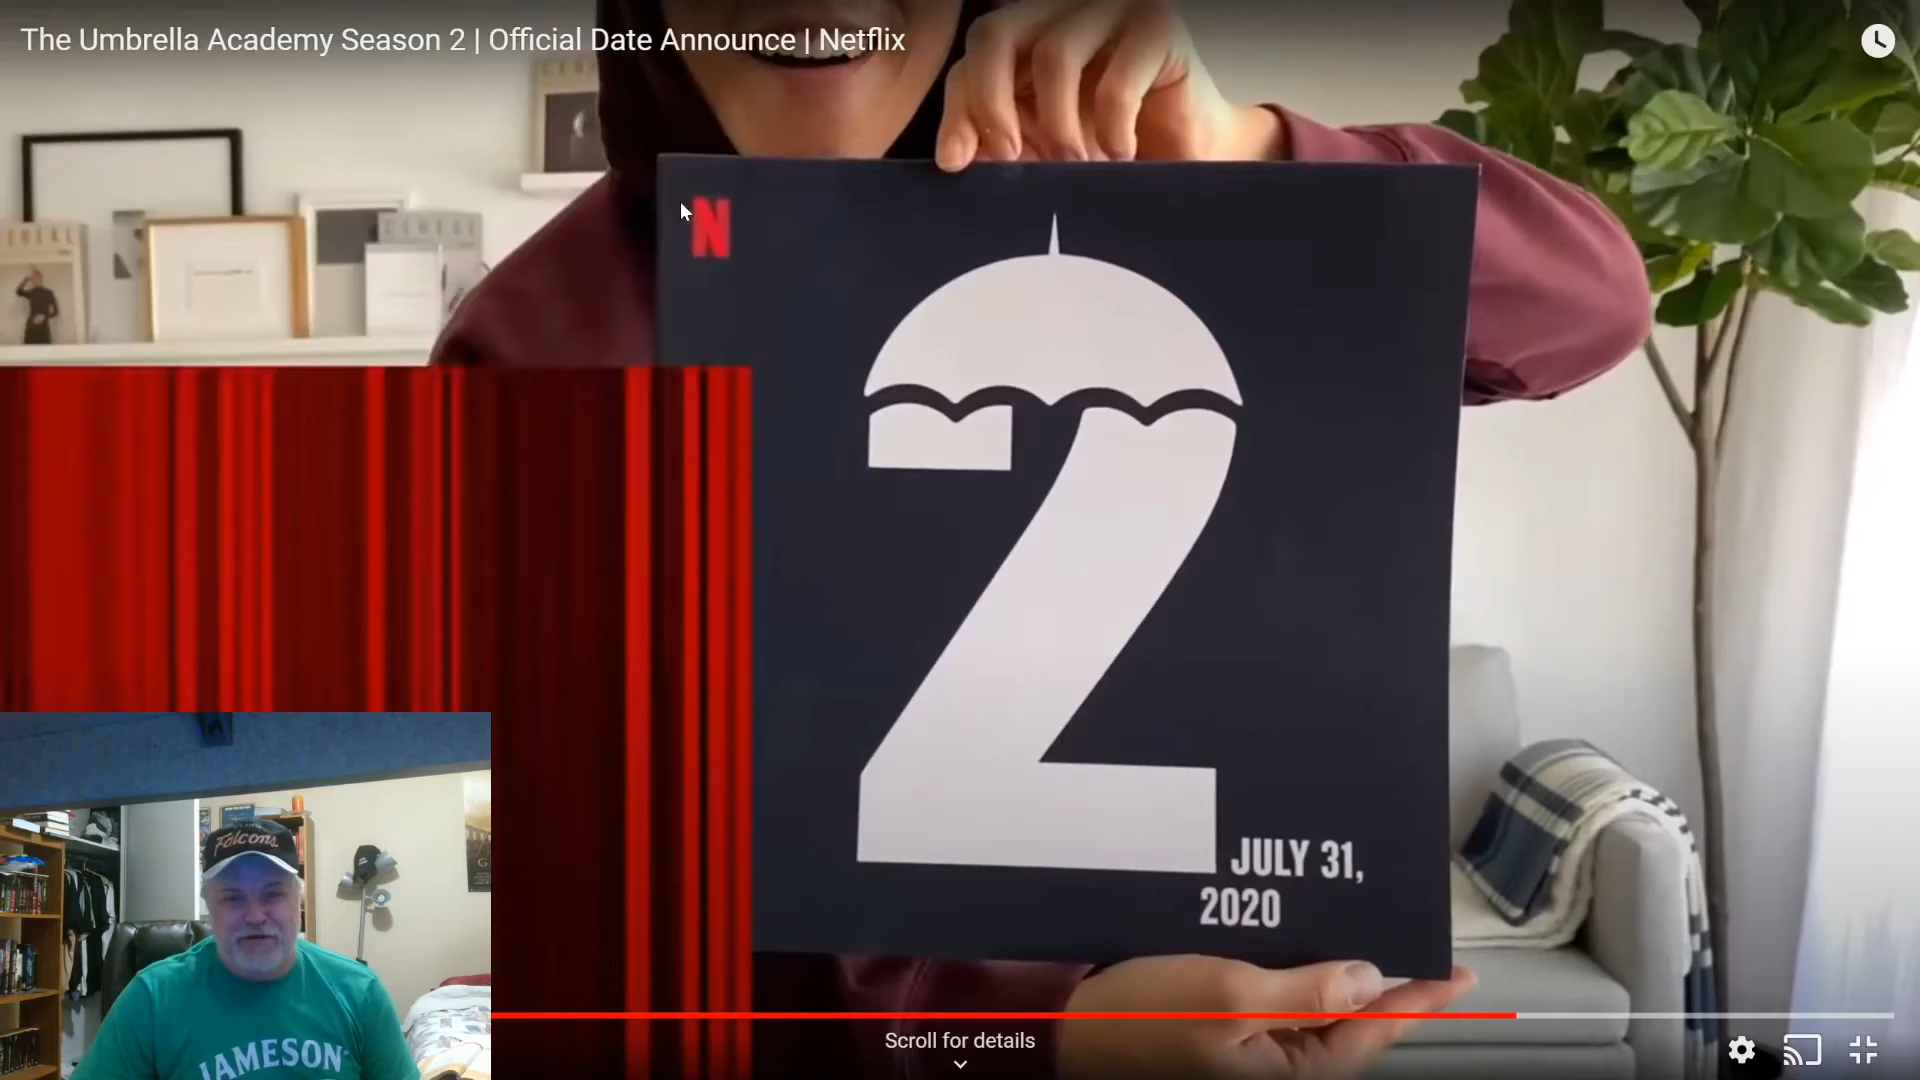 The Umbrella Academy Season 2 | Official Date Announce | Netflix
N
2
JULY 31,
2020
Falcons
JAMESON
Scroll for details